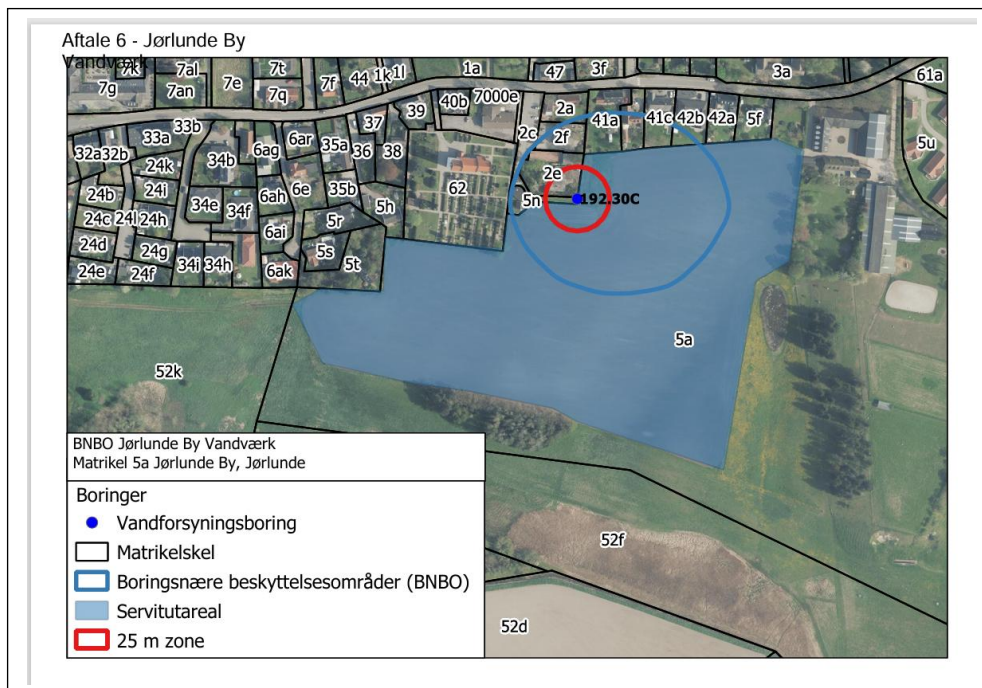 Aftale 6 - Jørlunde By
Vandværk
7g
7k
7al
7an
7e
7t
7q
7f
44
1k
1l
1a
47
3f
3a
61a
33b
39
40b
7000e
2a
2c
2f
41a
41c
42b
42a
5f
5u
32a
32b
33a
24k
34b
6ag
6ar
35a
37
36
38
24b
24i
34e
6ah
6e
35b
5h
62
2e
5n
192.30C
24c
24l
24h
34f
6ai
5r
24d
24g
5s
24e
24f
34i
34h
6ak
5t
5a
52k
52f
52d
BNBO Jørlunde By Vandværk
Matrikel 5a Jørlunde By, Jørlunde
Boringer
Vandforsyningsboring
Matrikelskel
Boringsnære beskyttelsesområder (BNBO)
Servitutareal
25 m zone